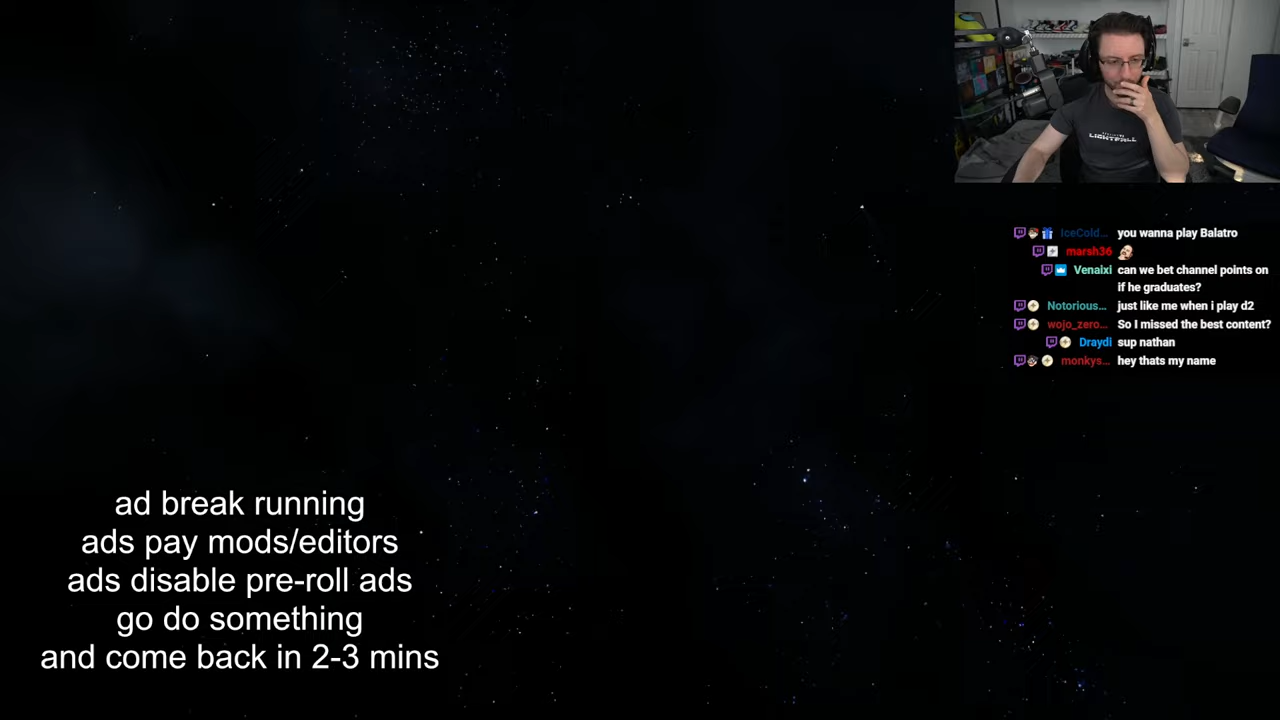 LIGHTFALL
IceCold... you wanna play Balatro
marsh36
Venaixi can we bet channel points on
if he graduates?
Notorious... just like me when i play d2
wojo_zero... So I missed the best content?
Draydi sup nathan
monkys... hey thats my name
ad break running
ads pay mods/editors
ads disable pre-roll ads
go do something
and come back in 2-3 mins